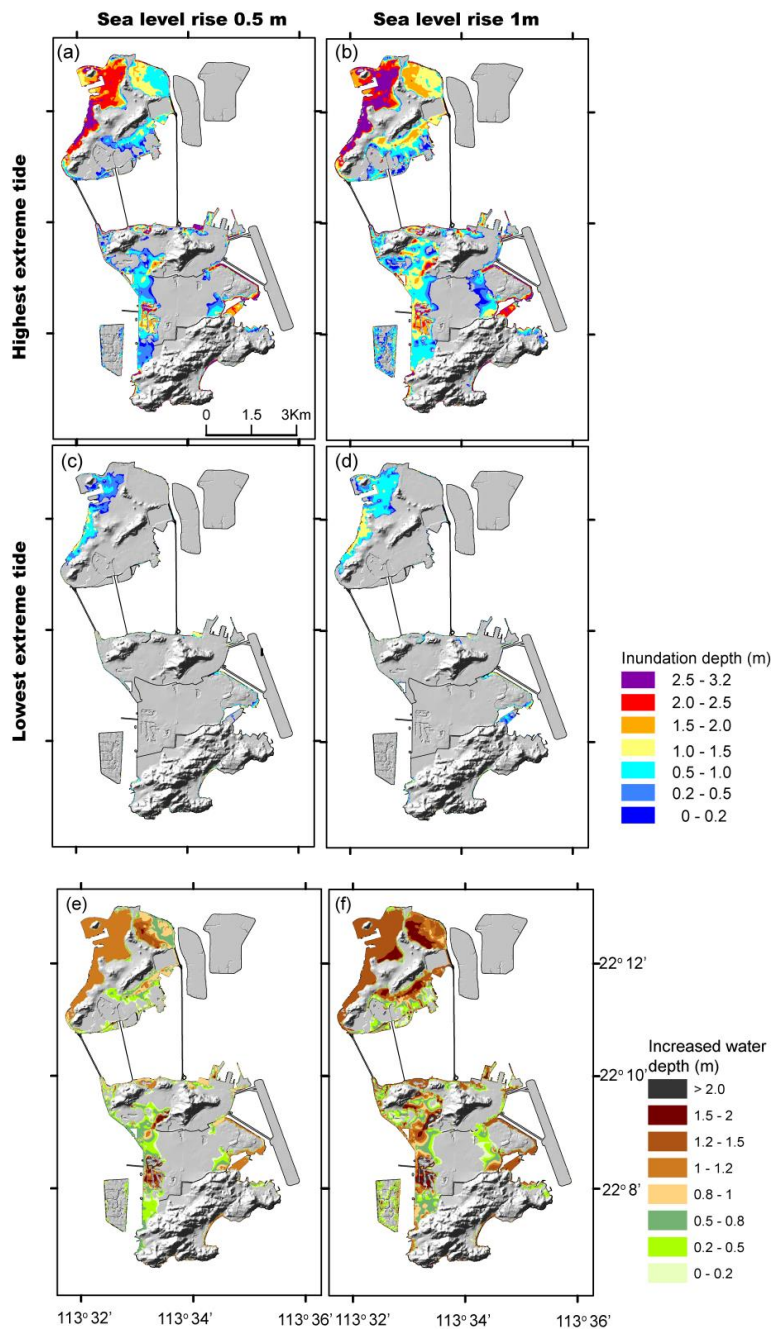 Sea level rise 0.5 m
Sea level rise 1m
Highest extreme tide
(a)
(b)
0 1.5 3Km
Lowest extreme tide
(c)
(d)
Inundation depth (m)
2.5 - 3.2
2.0 - 2.5
1.5 - 2.0
1.0 - 1.5
0.5 - 1.0
0.2 - 0.5
0 - 0.2
(e)
(f)
22° 12'
22° 10'
22° 8'
Increased water
depth (m)
> 2.0
1.5 - 2
1.2 - 1.5
1 - 1.2
0.8 - 1
0.5 - 0.8
0.2 - 0.5
0 - 0.2
113° 32' 113° 34' 113° 36' 113° 32' 113° 34' 113° 36'